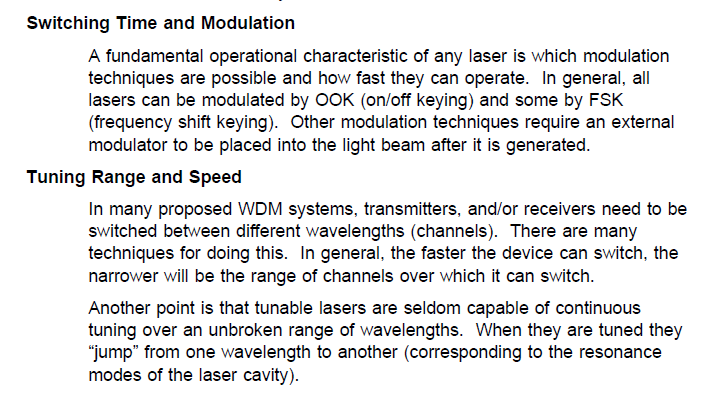 Switching Time and Modulation
A fundamental operational characteristic of any laser is which modulation
techniques are possible and how fast they can operate. In general, all
lasers can be modulated by OOK (on/off keying) and some by FSK
(frequency shift keying). Other modulation techniques require an external
modulator to be placed into the light beam after it is generated.
Tuning Range and Speed
In many proposed WDM systems, transmitters, and/or receivers need to be
switched between different wavelengths (channels). There are many
techniques for doing this. In general, the faster the device can switch, the
narrower will be the range of channels over which it can switch.
Another point is that tunable lasers are seldom capable of continuous
tuning over an unbroken range of wavelengths. When they are tuned they
“jump” from one wavelength to another (corresponding to the resonance
modes of the laser cavity).